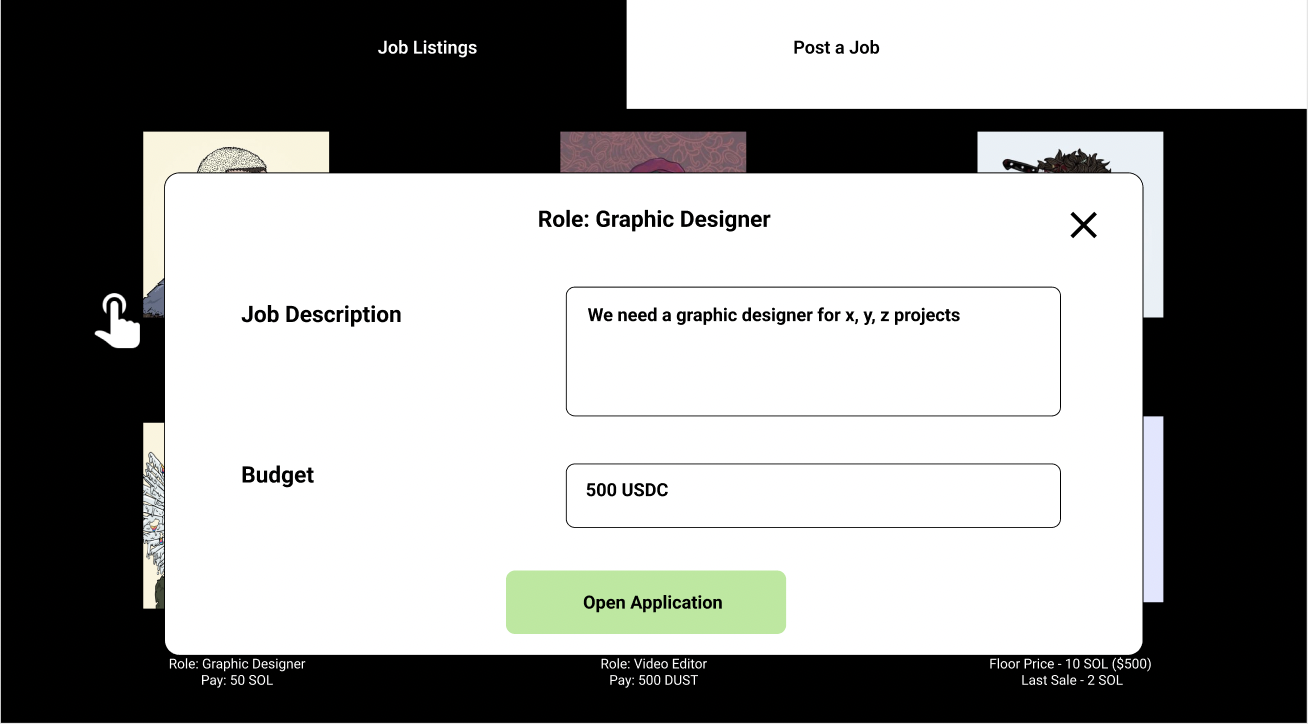 Job Listings
Post a Job
Role: Graphic Designer
Job Description
We need a graphic designer for x, y, z projects
Budget
500 USDC
Open Application
Role: Graphic Designer
Pay: 50 SOL
Role: Video Editor
Pay: 500 DUST
Floor Price - 10 SOL ($500)
Last Sale - 2 SOL